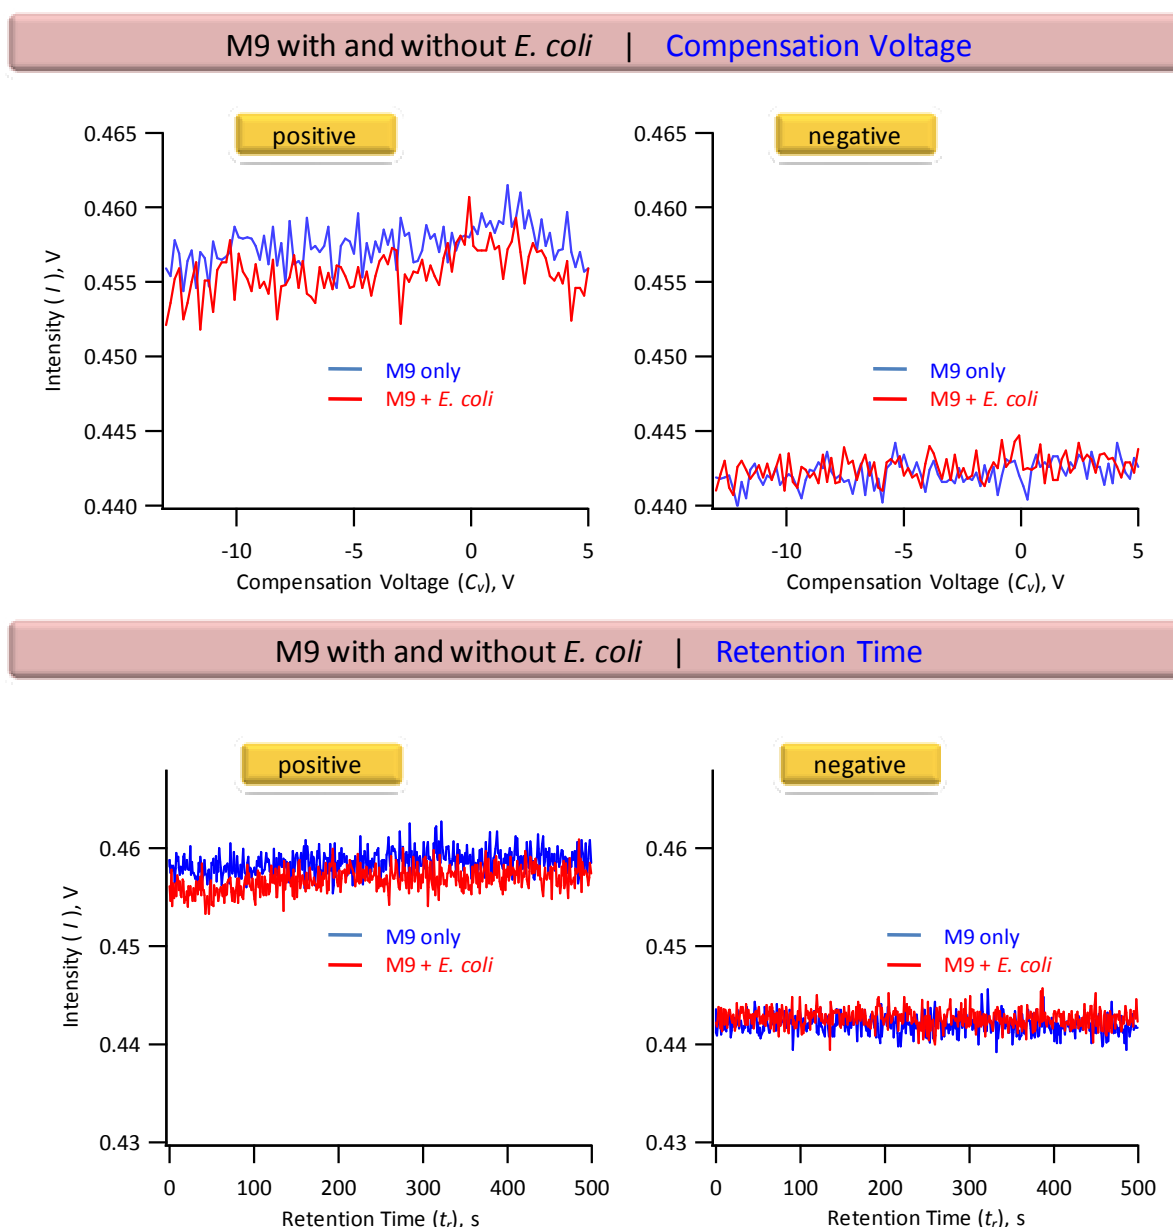 M9 with and without E. coli | Compensation Voltage
positive
negative
0.465
0.460
0.455
0.450
0.445
0.440
Intensity ( I ), V
M9 only
M9 + E. coli
-10
-5
0
5
Compensation Voltage (Cv), V
0.465
0.460
0.455
0.450
0.445
0.440
M9 only
M9 + E. coli
-10
-5
0
5
Compensation Voltage (Cv), V
M9 with and without E. coli | Retention Time
positive
negative
0.46
0.45
0.44
0.43
Intensity ( I ), V
M9 only
M9 + E. coli
0
100
200
300
400
500
Retention Time (tr), s
0.46
0.45
0.44
0.43
M9 only
M9 + E. coli
0
100
200
300
400
500
Retention Time (tr), s